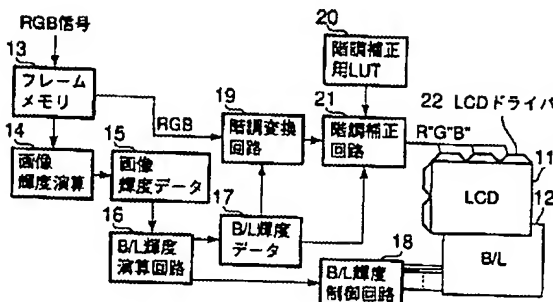 RGB信号
13
フレーム
メモリ
14
画像
輝度演算
15
画像
輝度データ
16
B/L輝度
演算回路
17
B/L輝度
データ
RGB
19
階調変換
回路
20
階調補正
用LUT
21
階調補正
回路
R"G"B"
22 LCDドライバ
11
LCD
12
B/L
18
B/L輝度
制御回路